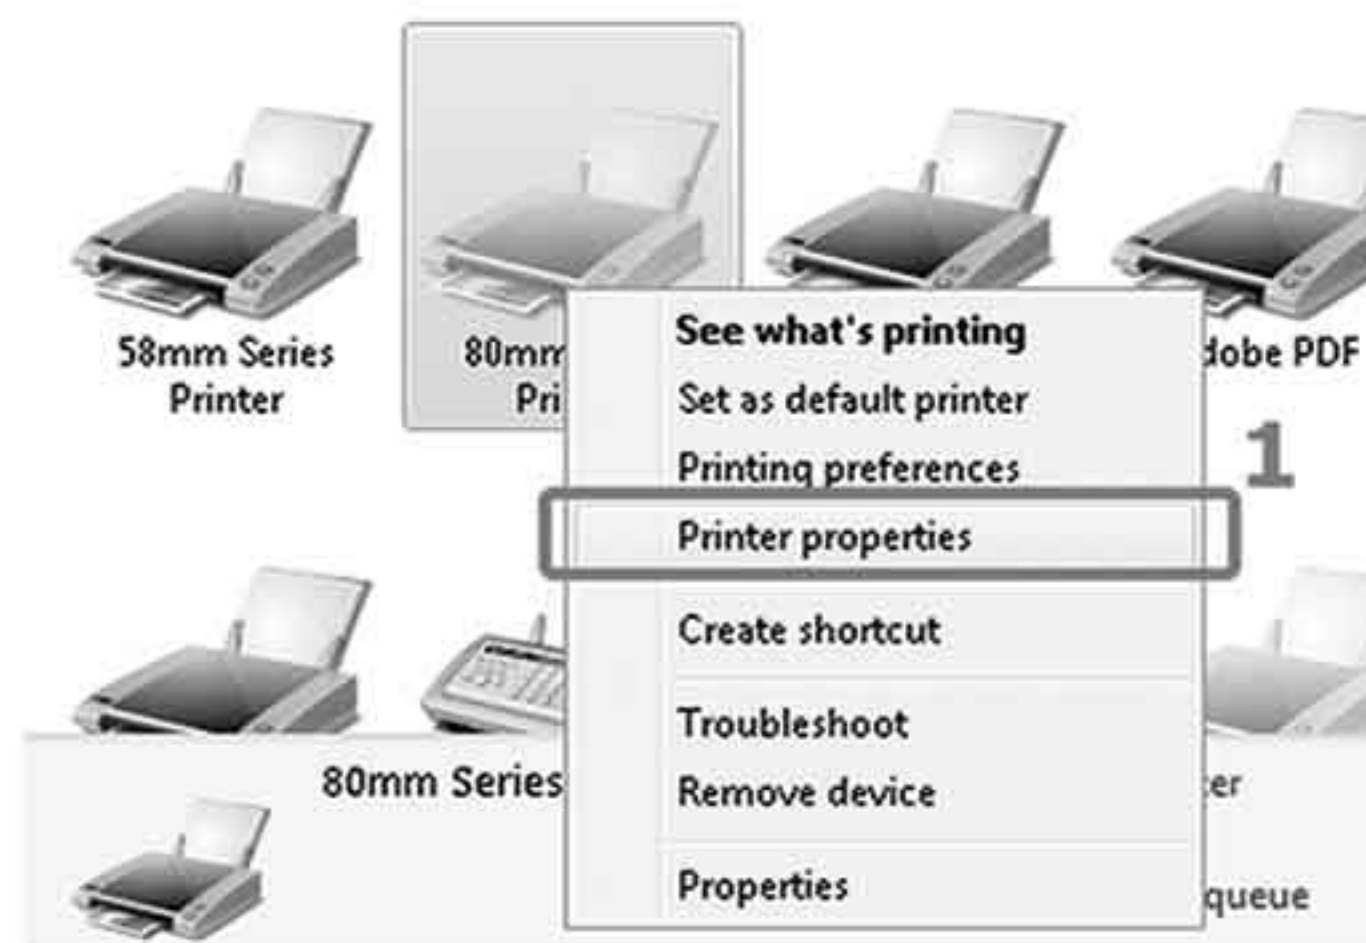 58mm Series
Printer
80mm
Pri
dobe PDF
See what's printing
Set as default printer
Printing preferences
Printer properties
1
Create shortcut
Troubleshoot
Remove device
Properties
80mm Series
ter
queue